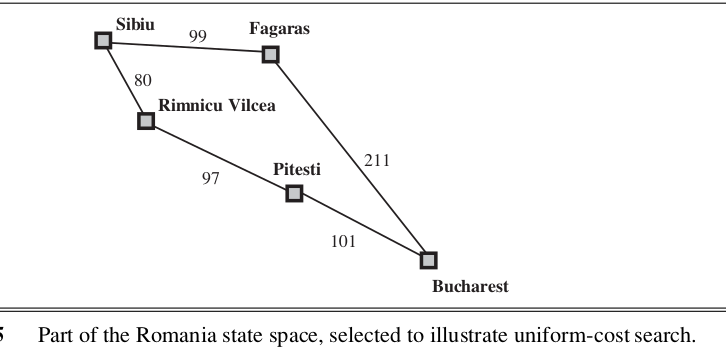 Sibiu
Fagaras
99
80
Rimnicu Vilcea
211
Pitesti
97
101
Bucharest
5 Part of the Romania state space, selected to illustrate uniform-cost search.